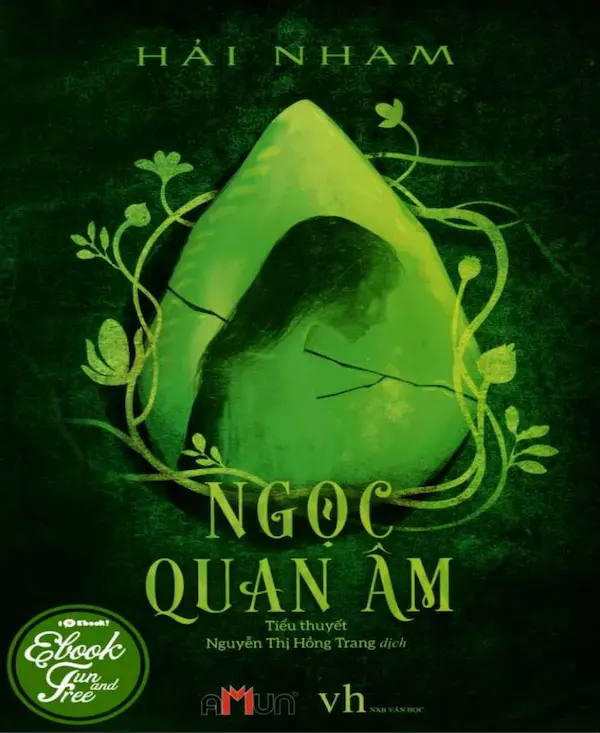 HẢI NHAM
NGỌC
QUAN ÂM
Tiểu thuyết
Nguyễn Thị Hồng Trang dịch
I Ebook!
Ebook
Fun
and
Free
AMUN
vh NXB VĂN HỌC